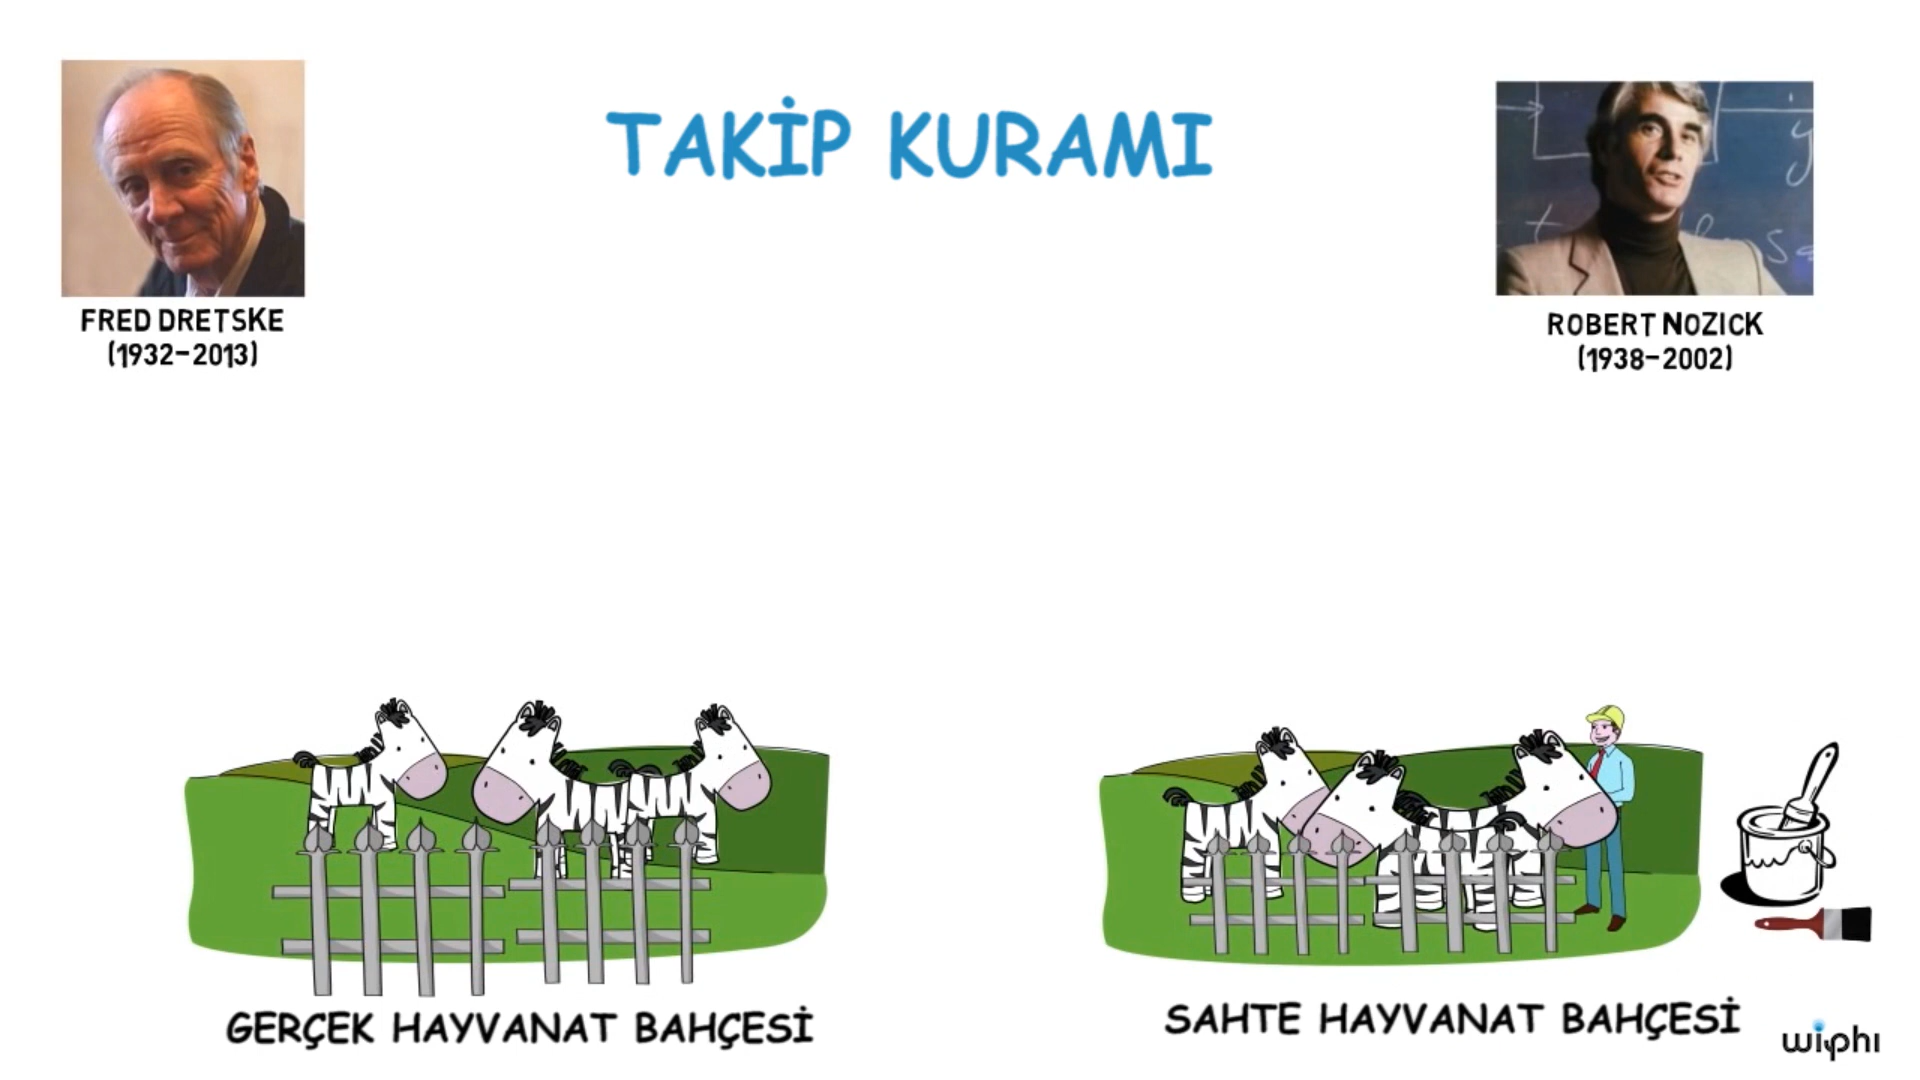 TAKİP KURAMI
FRED DRETSKE
(1932-2013)
ROBERT NOZICK
(1938-2002)
GERÇEK HAYVANAT BAHÇESİ
SAHTE HAYVANAT BAHÇESİ
wiphi